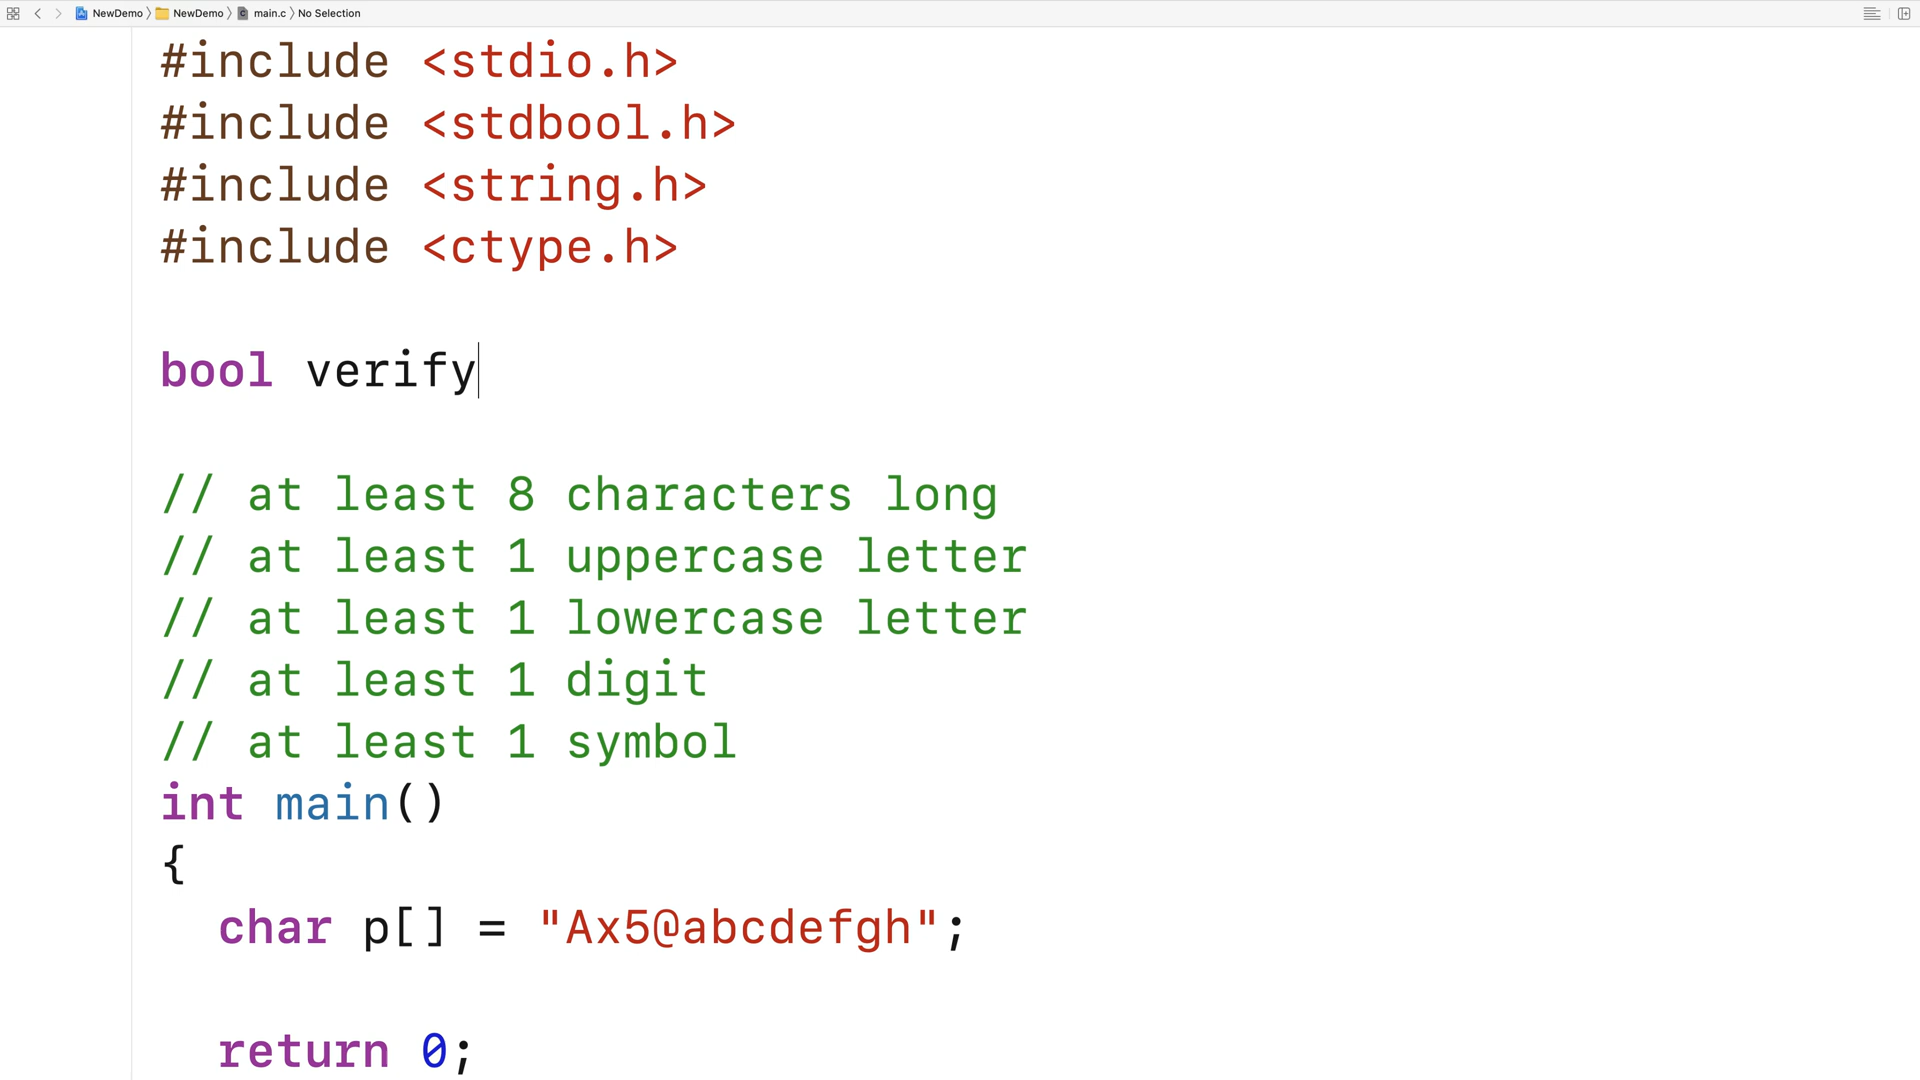 NewDemo NewDemo main.c No Selection
#include <stdio.h>
#include <stdbool.h>
#include <string.h>
#include <ctype.h>
bool verify
// at least 8 characters long
// at least 1 uppercase letter
// at least 1 lowercase letter
// at least 1 digit
// at least 1 symbol
int main()
{
char p[] = "Ax5@abcdefgh";
return 0;